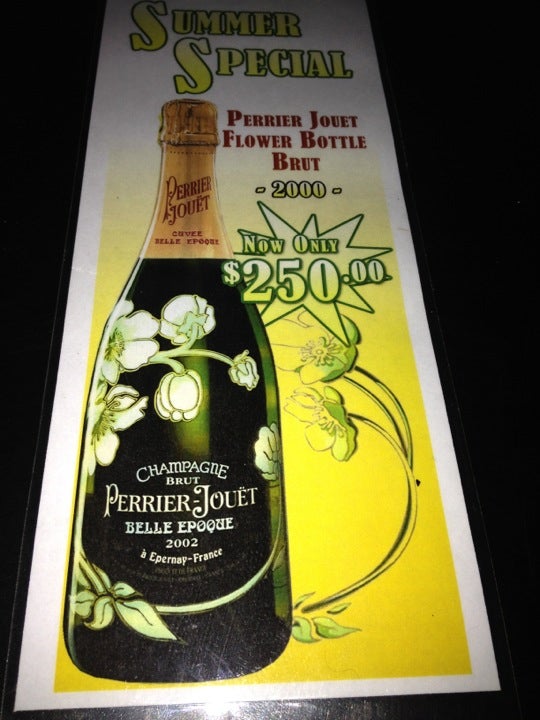 SUMMER
SPECIAL
PERRIER JOUET
FLOWER BOTTLE
BRUT
- 2000 -
NOW ONLY
$250.00
PERRIER
JOUËT
CUVEE
BELLE EPOQUE
CHAMPAGNE
BRUT
PERRIER-JOUËT
BELLE EPOQUE
2002
à Epernay-France